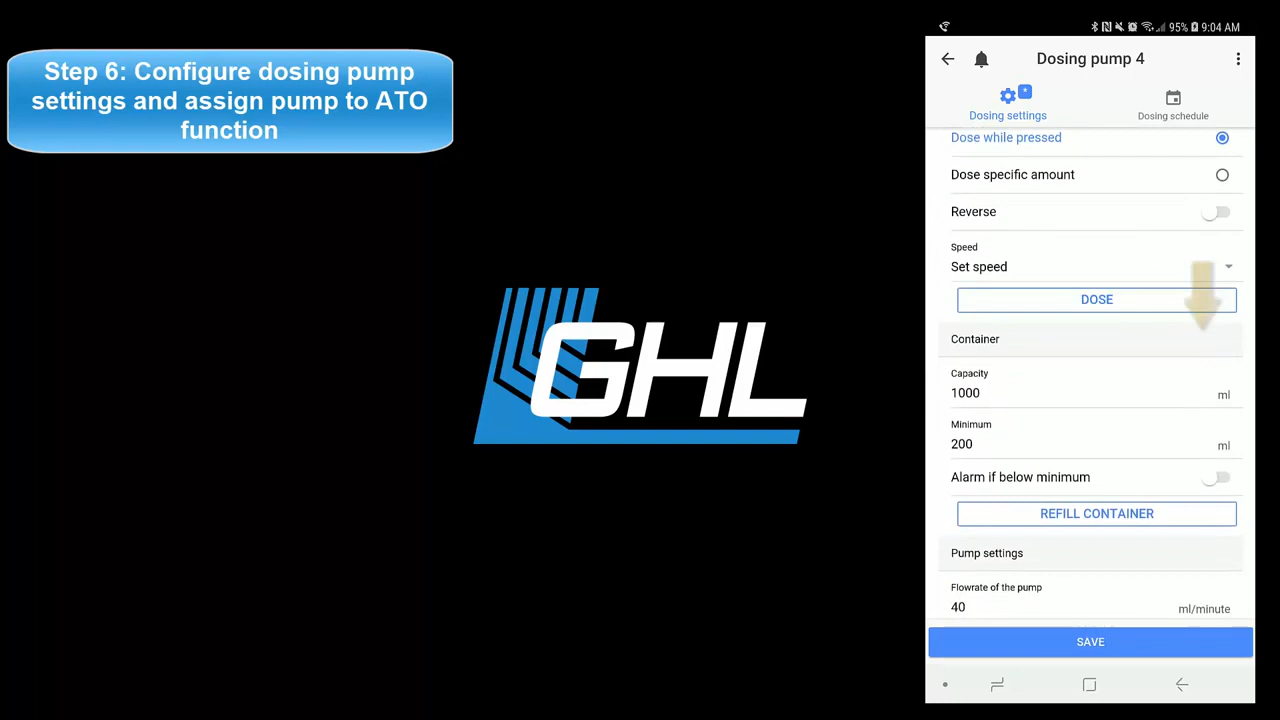 Step 6: Configure dosing pump
settings and assign pump to ATO
function
GHL
95% 9:04 AM
Dosing pump 4
Dosing settings
Dosing schedule
Dose while pressed
Dose specific amount
Reverse
Speed
Set speed
DOSE
Container
Capacity
1000 ml
Minimum
200 ml
Alarm if below minimum
REFILL CONTAINER
Pump settings
Flowrate of the pump
40 ml/minute
SAVE